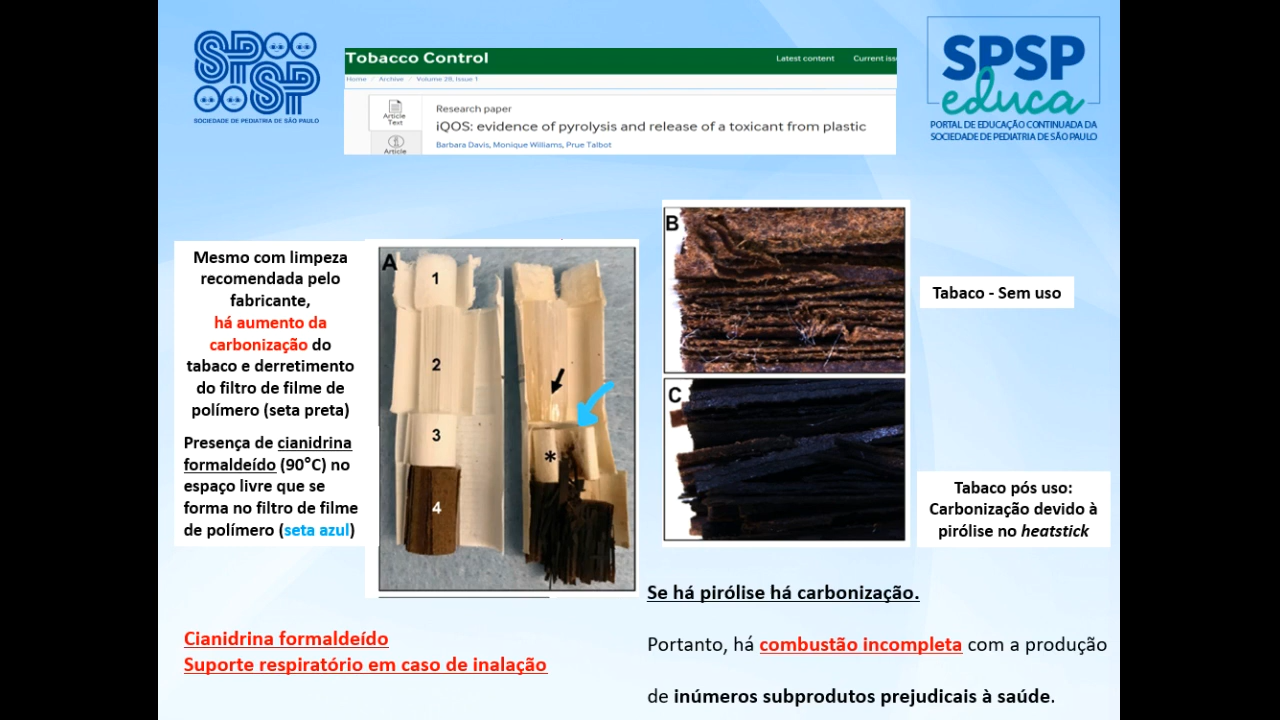 SP
SP
SOCIEDADE DE PEDIATRIA DE SÃO PAULO
Tobacco Control
Latest content
Current iss
Home / Archive / Volume 28, Issue 1
Article
Text
Article
Research paper
iQOS: evidence of pyrolysis and release of a toxicant from plastic
Barbara Davis, Monique Williams, Prue Talbot
SPSP
educa
PORTAL DE EDUCAÇÃO CONTINUADA DA
SOCIEDADE DE PEDIATRIA DE SÃO PAULO
Mesmo com limpeza
recomendada pelo
fabricante,
há aumento da
carbonização do
tabaco e derretimento
do filtro de filme de
polímero (seta preta)
Presença de cianidrina
formaldeído (90°C) no
espaço livre que se
forma no filtro de filme
de polímero (seta azul)
A
1
2
3
4
*
B
C
Tabaco - Sem uso
Tabaco pós uso:
Carbonização devido à
pirólise no heatstick
Cianidrina formaldeído
Suporte respiratório em caso de inalação
Se há pirólise há carbonização.
Portanto, há combustão incompleta com a produção
de inúmeros subprodutos prejudicais à saúde.